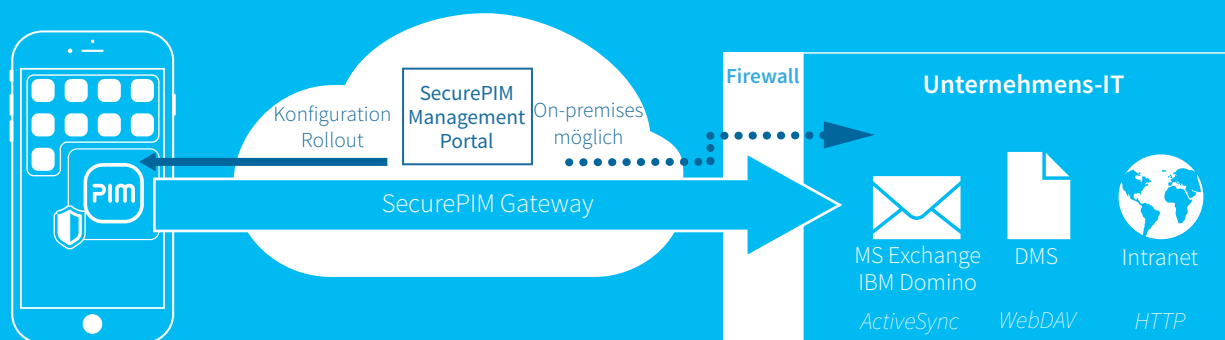 PIM
Konfiguration
Rollout
SecurePIM
Management
Portal
On-premises
möglich
SecurePIM Gateway
Firewall
Unternehmens-IT
MS Exchange
IBM Domino
ActiveSync
DMS
WebDAV
Intranet
HTTP